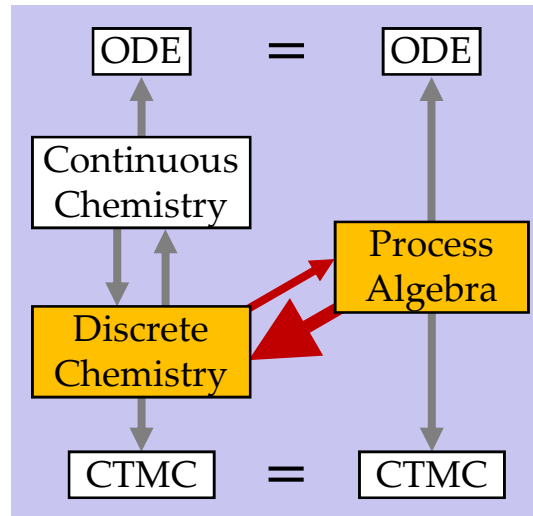 ODE = ODE
Continuous
Chemistry
Process
Algebra
Discrete
Chemistry
CTMC = CTMC